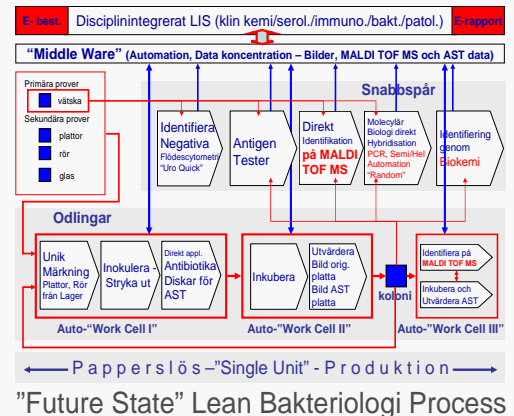 E- best.
Disciplinintegrerat LIS (klin kemi/serol./immuno./bakt./patol.)
E-rapport
“Middle Ware” (Automation, Data koncentration – Bilder, MALDI TOF MS och AST data)
Primära prover
vätska
Sekundära prover
plattor
rör
glas
Snabbspår
Identifiera
Negativa
Flödescytometri
“Uro Quick”
Antigen
Tester
Direkt
Identifikation
på MALDI
TOF MS
Molecylär
Biologi direkt
Hybridisation
PCR, Semi/Hel
Automation
“Random”
Identifiering
genom
Biokemi
Odlingar
Unik
Märkning
Plattor, Rör
från Lager
Inokulera -
Stryka ut
Direkt appl.
Antibiotika
Diskar för
AST
Auto-“Work Cell I”
Inkubera
Utvärdera
Bild orig.
platta
Bild AST
platta
Auto-”Work Cell II”
koloni
Identifiera på
MALDI TOF MS
Inkubera och
Utvärdera AST
Auto-”Work Cell III”
Papperslös–”Single Unit” - Produktion
”Future State” Lean Bakteriologi Process